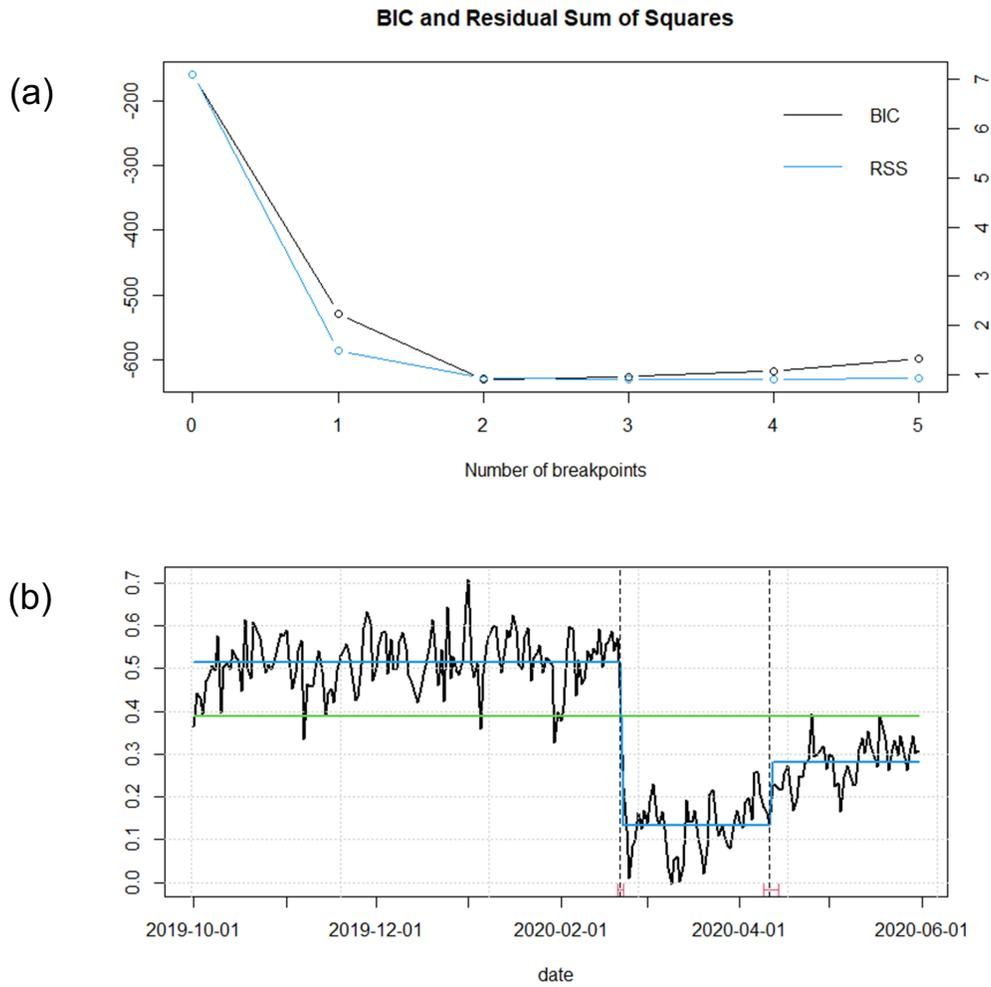 BIC and Residual Sum of Squares
(a)
-200
-300
-400
-500
-600
7
6
5
4
3
2
1
BIC
RSS
0 1 2 3 4 5
Number of breakpoints
(b)
0.7
0.6
0.5
0.4
0.3
0.2
0.1
0.0
2019-10-01 2019-12-01 2020-02-01 2020-04-01 2020-06-01
date